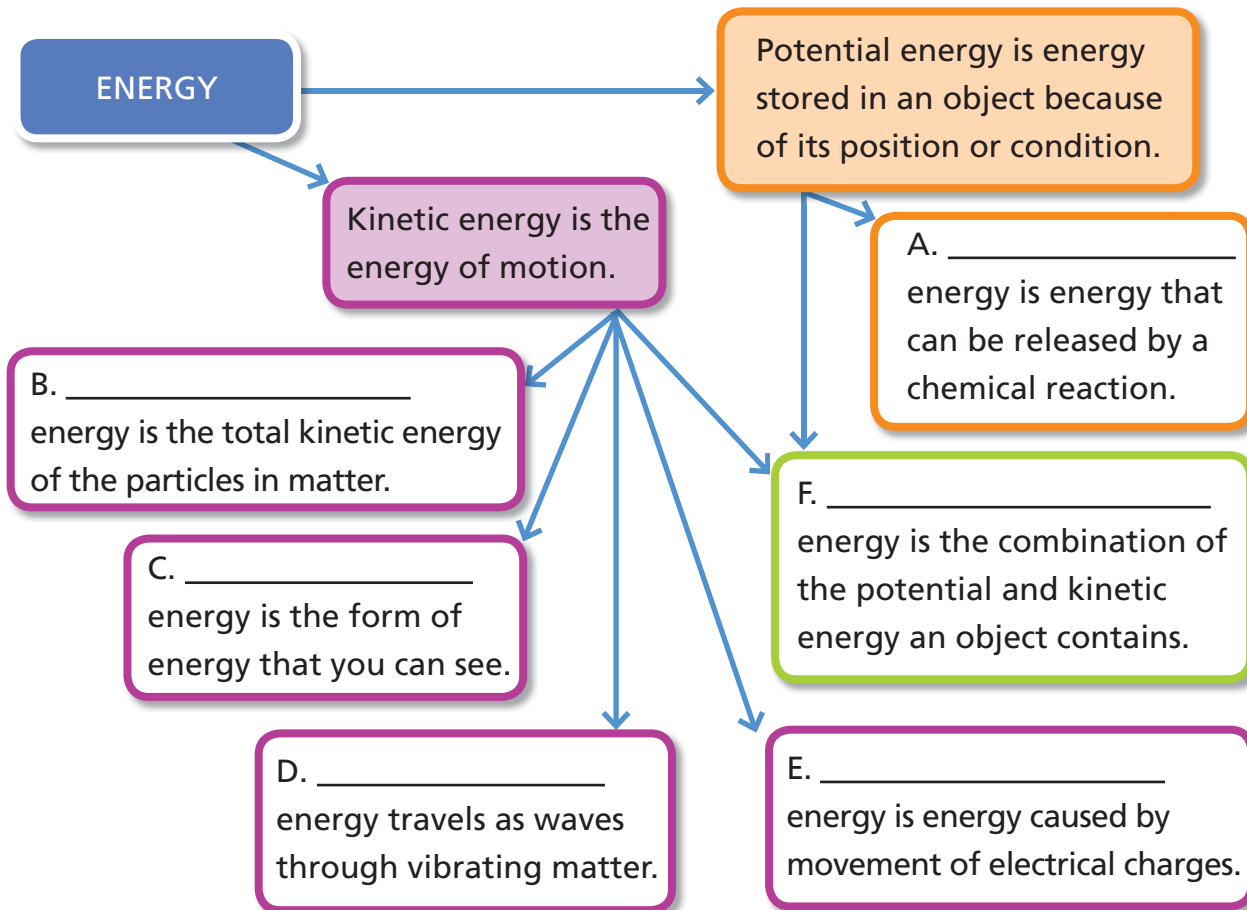 ENERGY
Potential energy is energy
stored in an object because
of its position or condition.
Kinetic energy is the
energy of motion.
A. ________________
energy is energy that
can be released by a
chemical reaction.
B. ___________________
energy is the total kinetic energy
of the particles in matter.
C. ________________
energy is the form of
energy that you can see.
D. ________________
energy travels as waves
through vibrating matter.
E. ___________________
energy is energy caused by
movement of electrical charges.
F. _____________________
energy is the combination of
the potential and kinetic
energy an object contains.